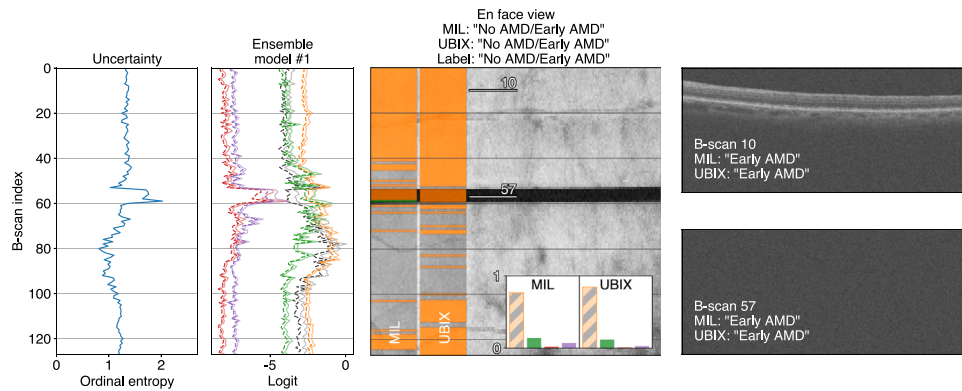 Uncertainty
0
20
40
60
80
100
120
B-scan index
0
1
2
Ordinal entropy
Ensemble
model #1
-5
0
Logit
En face view
MIL: "No AMD/Early AMD"
UBIX: "No AMD/Early AMD"
Label: "No AMD/Early AMD"
10
57
MIL
UBIX
1
0
MIL
UBIX
B-scan 10
MIL: "Early AMD"
UBIX: "Early AMD"
B-scan 57
MIL: "Early AMD"
UBIX: "Early AMD"